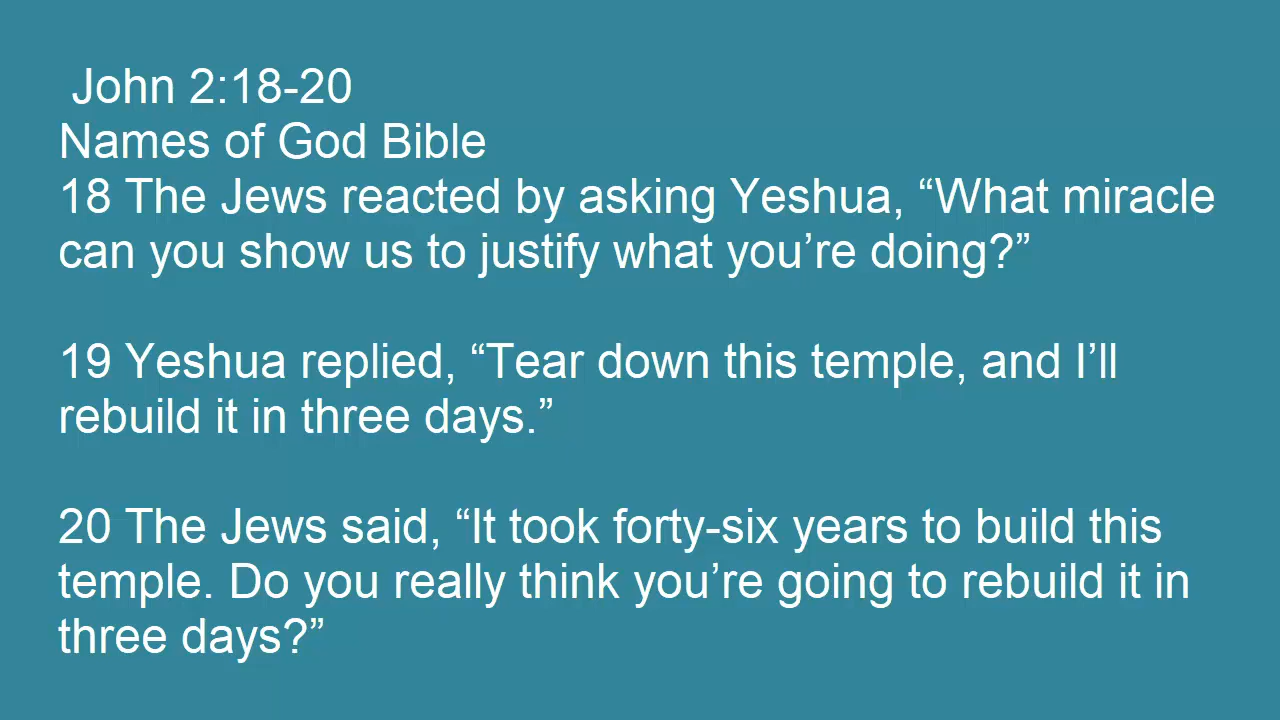 John 2:18-20
Names of God Bible
18 The Jews reacted by asking Yeshua, “What miracle
can you show us to justify what you’re doing?”
19 Yeshua replied, “Tear down this temple, and I’ll
rebuild it in three days.”
20 The Jews said, “It took forty-six years to build this
temple. Do you really think you’re going to rebuild it in
three days?”